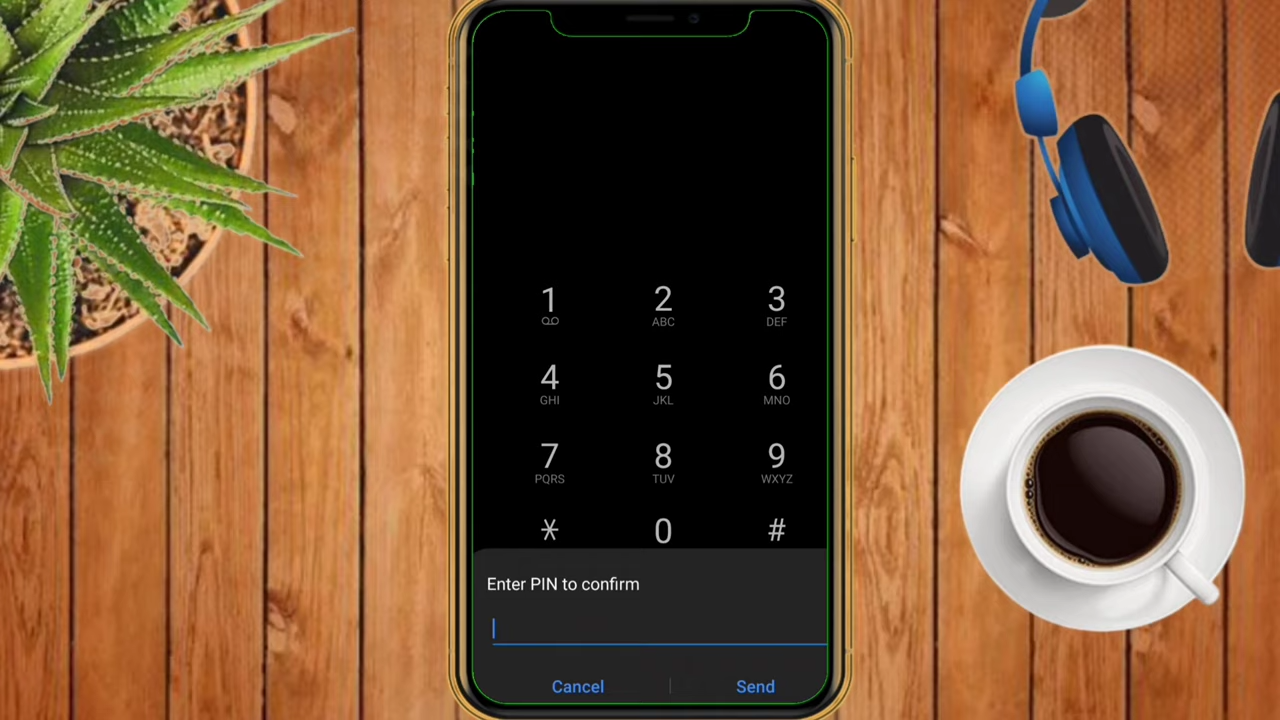 1 2 3
ABC DEF
4 5 6
GHI JKL MNO
7 8 9
PQRS TUV WXYZ
* 0 #
Enter PIN to confirm
Cancel Send